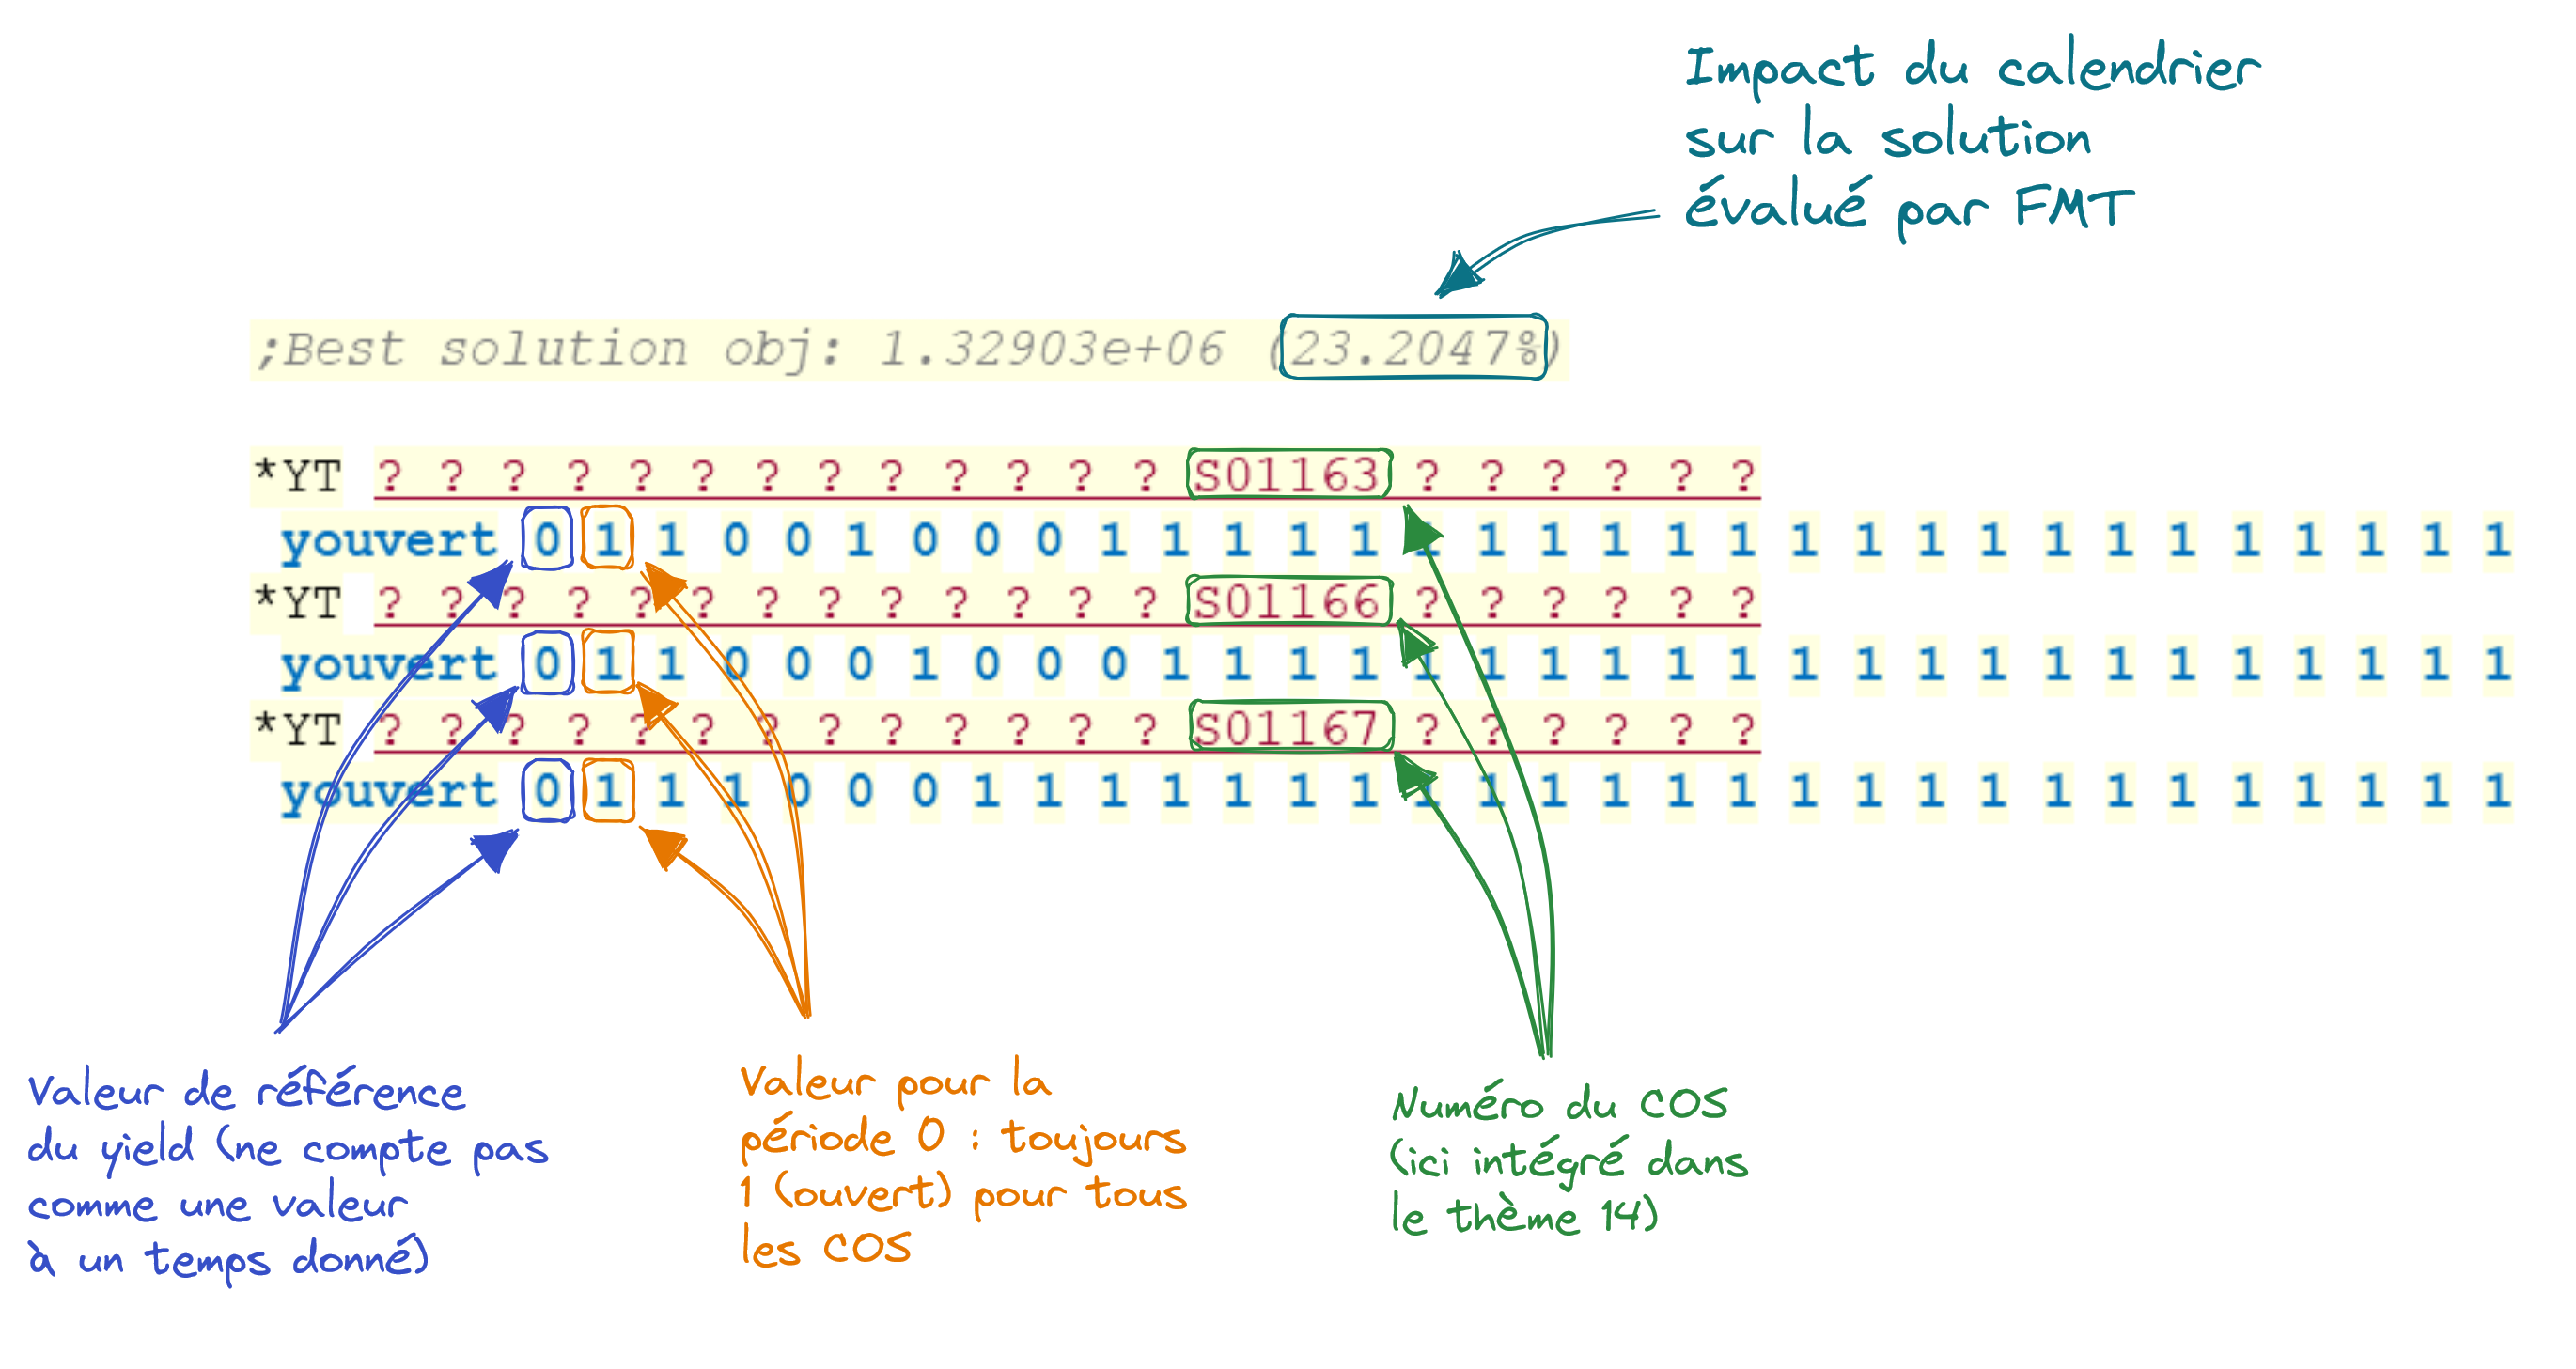 Impact du calendrier
sur la solution
évalué par FMT
;Best solution obj: 1.32903e+06 (23.2047%)
*YT ? ? ? ? ? ? ? ? ? ? ? ? ? S01163 ? ? ? ? ? ?
youvert 0 1 1 0 0 1 0 0 0 1 1 1 1 1 1 1 1 1 1 1 1 1 1 1 1 1 1 1 1 1 1 1
*YT ? ? ? ? ? ? ? ? ? ? ? ? ? S01166 ? ? ? ? ? ?
youvert 0 1 1 0 0 0 1 0 0 0 1 1 1 1 1 1 1 1 1 1 1 1 1 1 1 1 1 1 1 1 1 1
*YT ? ? ? ? ? ? ? ? ? ? ? ? ? S01167 ? ? ? ? ? ?
youvert 0 1 1 1 0 0 0 1 1 1 1 1 1 1 1 1 1 1 1 1 1 1 1 1 1 1 1 1 1 1 1 1
Valeur de référence
du yield (ne compte pas
comme une valeur
à un temps donné)
Valeur pour la
période 0 : toujours
1 (ouvert) pour tous
les COS
Numéro du COS
(ici intégré dans
le thème 14)